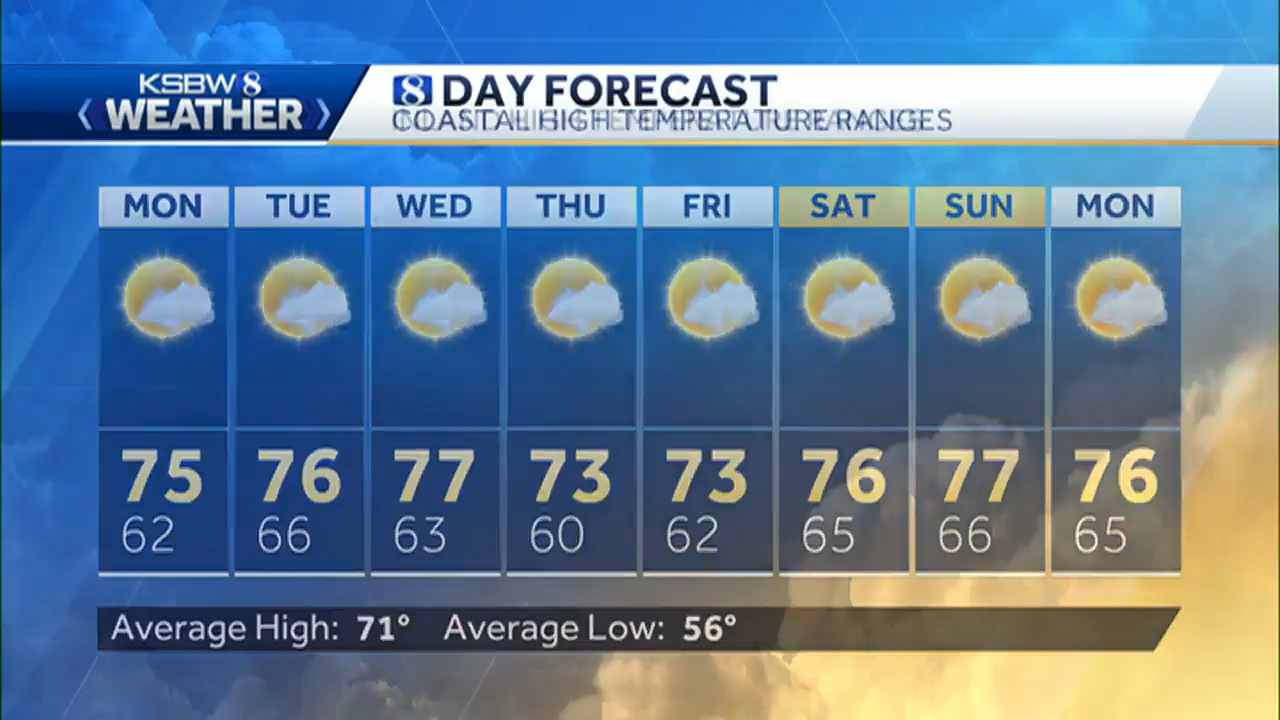 KSBW 8
WEATHER
8 DAY FORECAST
COASTAL HIGH TEMPERATURE RANGES
MON TUE WED THU FRI SAT SUN MON
75 76 77 73 73 76 77 76
62 66 63 60 62 65 66 65
Average High: 71° Average Low: 56°